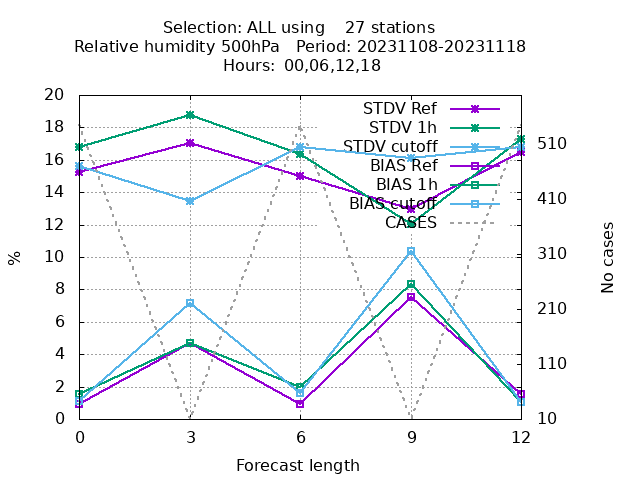 Selection: ALL using    27 stations
Relative humidity 500hPa   Period: 20231108-20231118
Hours: 00,06,12,18
20
18
16
14
12
10
8
6
4
2
0
%
STDV Ref
STDV 1h
STDV cutoff
BIAS Ref
BIAS 1h
BIAS cutoff
CASES
510
410
310
210
110
10
No cases
0
3
6
9
12
Forecast length